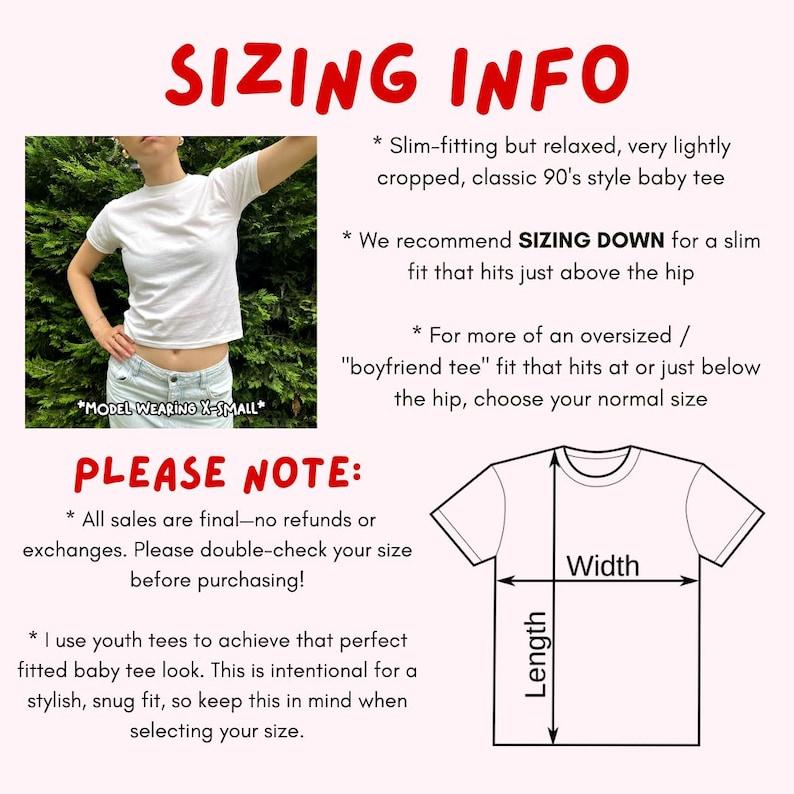 SIZING INFO
* Slim-fitting but relaxed, very lightly
cropped, classic 90's style baby tee
* We recommend SIZING DOWN for a slim
fit that hits just above the hip
* For more of an oversized /
"boyfriend tee" fit that hits at or just below
the hip, choose your normal size
*MODEL WEARING X-SMALL*
PLEASE NOTE:
* All sales are final—no refunds or
exchanges. Please double-check your size
before purchasing!
* I use youth tees to achieve that perfect
fitted baby tee look. This is intentional for a
stylish, snug fit, so keep this in mind when
selecting your size.
Width
Length